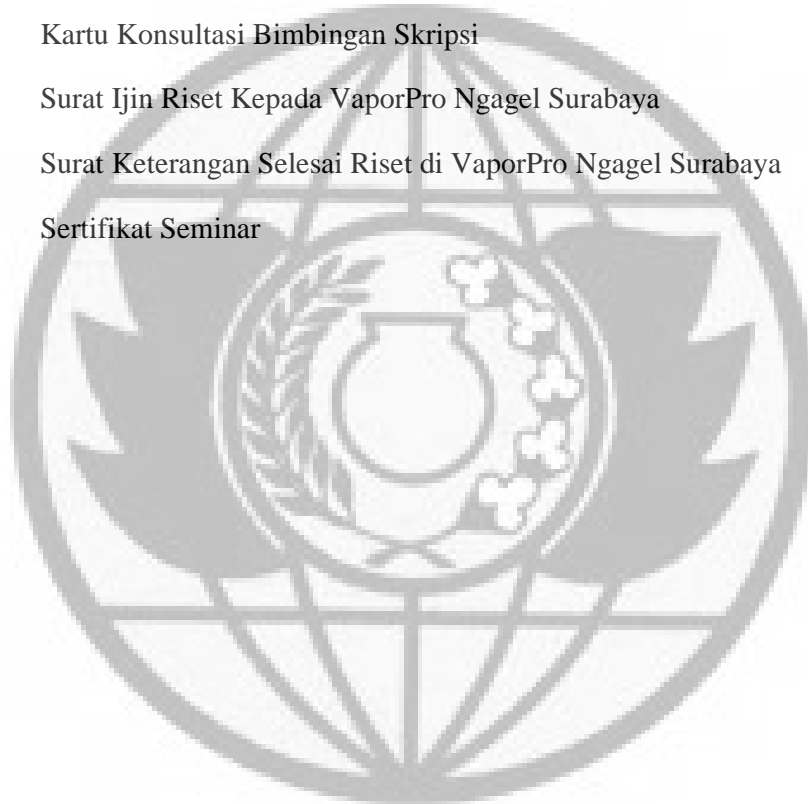 Kartu Konsultasi Bimbingan Skripsi
Surat Ijin Riset Kepada VaporPro Ngagel Surabaya
Surat Keterangan Selesai Riset di VaporPro Ngagel Surabaya
Sertifikat Seminar